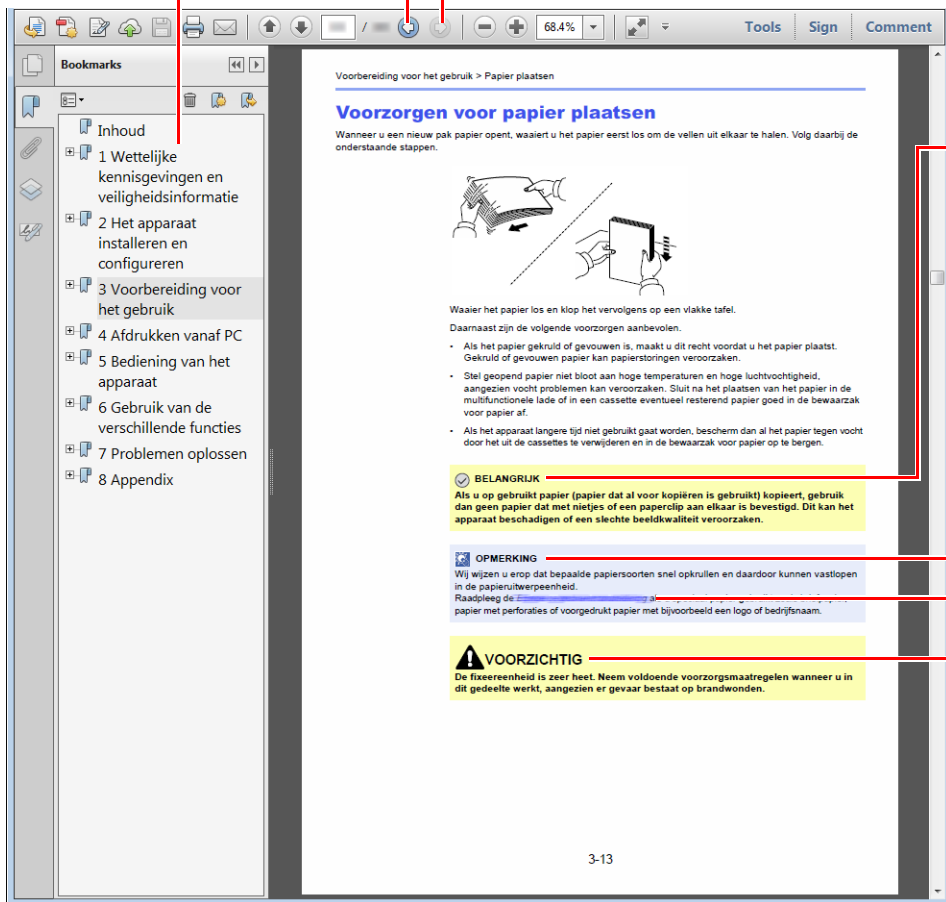 /
68.4%
Tools
Sign
Comment
Bookmarks
Inhoud
1 Wettelijke
kennisgevingen en
veiligheidsinformatie
2 Het apparaat
installeren en
configureren
3 Voorbereiding voor
het gebruik
4 Afdrukken vanaf PC
5 Bediening van het
apparaat
6 Gebruik van de
verschillende functies
7 Problemen oplossen
8 Appendix
Voorbereiding voor het gebruik > Papier plaatsen
Voorzorgen voor papier plaatsen
Wanneer u een nieuw pak papier opent, waaiert u het papier eerst los om de vellen uit elkaar te halen. Volg daarbij de
onderstaande stappen.
Waaier het papier los en klop het vervolgens op een vlakke tafel.
Daarnaast zijn de volgende voorzorgen aanbevolen.
• Als het papier gekruld of gevouwen is, maakt u dit recht voordat u het papier plaatst.
Gekruld of gevouwen papier kan papierstoringen veroorzaken.
• Stel geopend papier niet bloot aan hoge temperaturen en hoge luchtvochtigheid,
aangezien vocht problemen kan veroorzaken. Sluit na het plaatsen van het papier in de
multifunctionele lade of in een cassette eventueel resterend papier goed in de bewaarzak
voor papier af.
• Als het apparaat langere tijd niet gebruikt gaat worden, bescherm dan al het papier tegen vocht
door het uit de cassettes te verwijderen en in de bewaarzak voor papier op te bergen.
BELANGRIJK
Als u op gebruikt papier (papier dat al voor kopiëren is gebruikt) kopieert, gebruik
dan geen papier dat met nietjes of een paperclip aan elkaar is bevestigd. Dit kan het
apparaat beschadigen of een slechte beeldkwaliteit veroorzaken.
OPMERKING
Wij wijzen u erop dat bepaalde papiersoorten snel opkrullen en daardoor kunnen vastlopen
in de papieruitwerpeenheid.
Raadpleeg de
papier met perforaties of voorgedrukt papier met bijvoorbeeld een logo of bedrijfsnaam.
VOORZICHTIG
De fixeereenheid is zeer heet. Neem voldoende voorzorgsmaatregelen wanneer u in
dit gedeelte werkt, aangezien er gevaar bestaat op brandwonden.
3-13